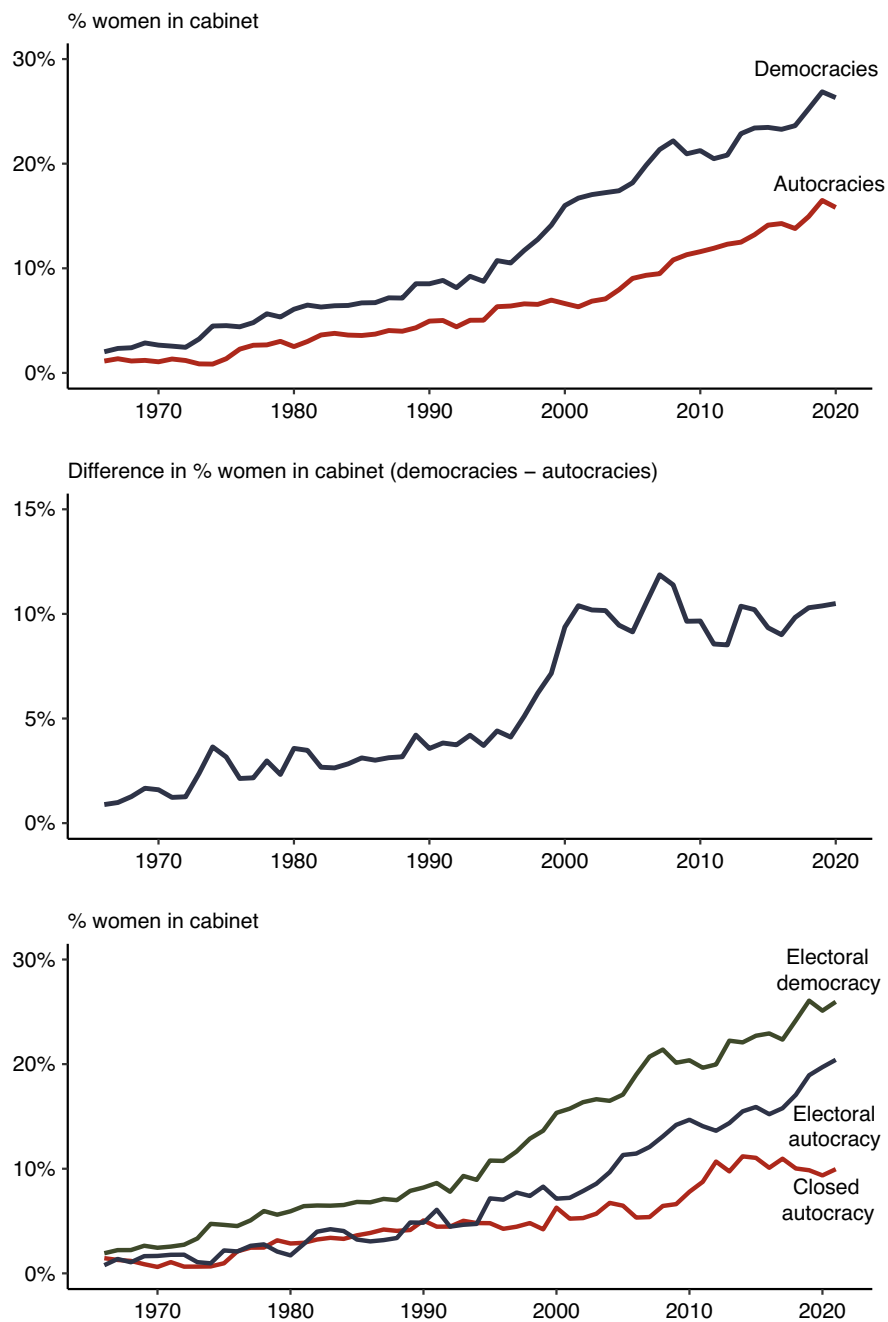 % women in cabinet
30%
Democracies
20%
Autocracies
10%
0%
1970 1980 1990 2000 2010 2020
Difference in % women in cabinet (democracies − autocracies)
15%
10%
5%
0%
1970 1980 1990 2000 2010 2020
% women in cabinet
30%
Electoral
democracy
20%
Electoral
autocracy
10%
Closed
autocracy
0%
1970 1980 1990 2000 2010 2020